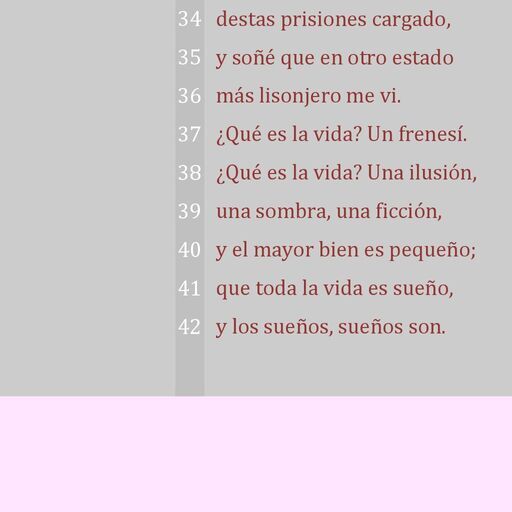 34 destas prisiones cargado,
35 y soñé que en otro estado
36 más lisonjero me vi.
37 ¿Qué es la vida? Un frenesí.
38 ¿Qué es la vida? Una ilusión,
39 una sombra, una ficción,
40 y el mayor bien es pequeño;
41 que toda la vida es sueño,
42 y los sueños, sueños son.